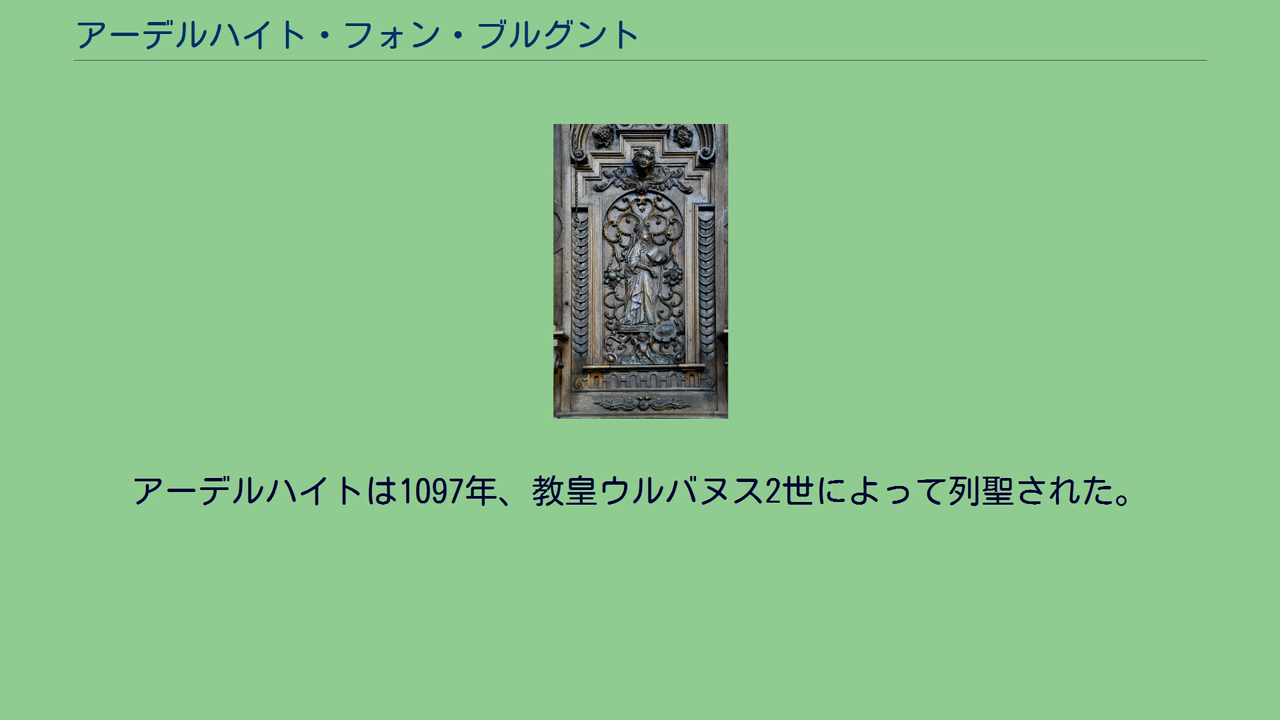 アーデルハイト・フォン・ブルグント
アーデルハイトは1097年、教皇ウルバヌス2世によって列聖された。